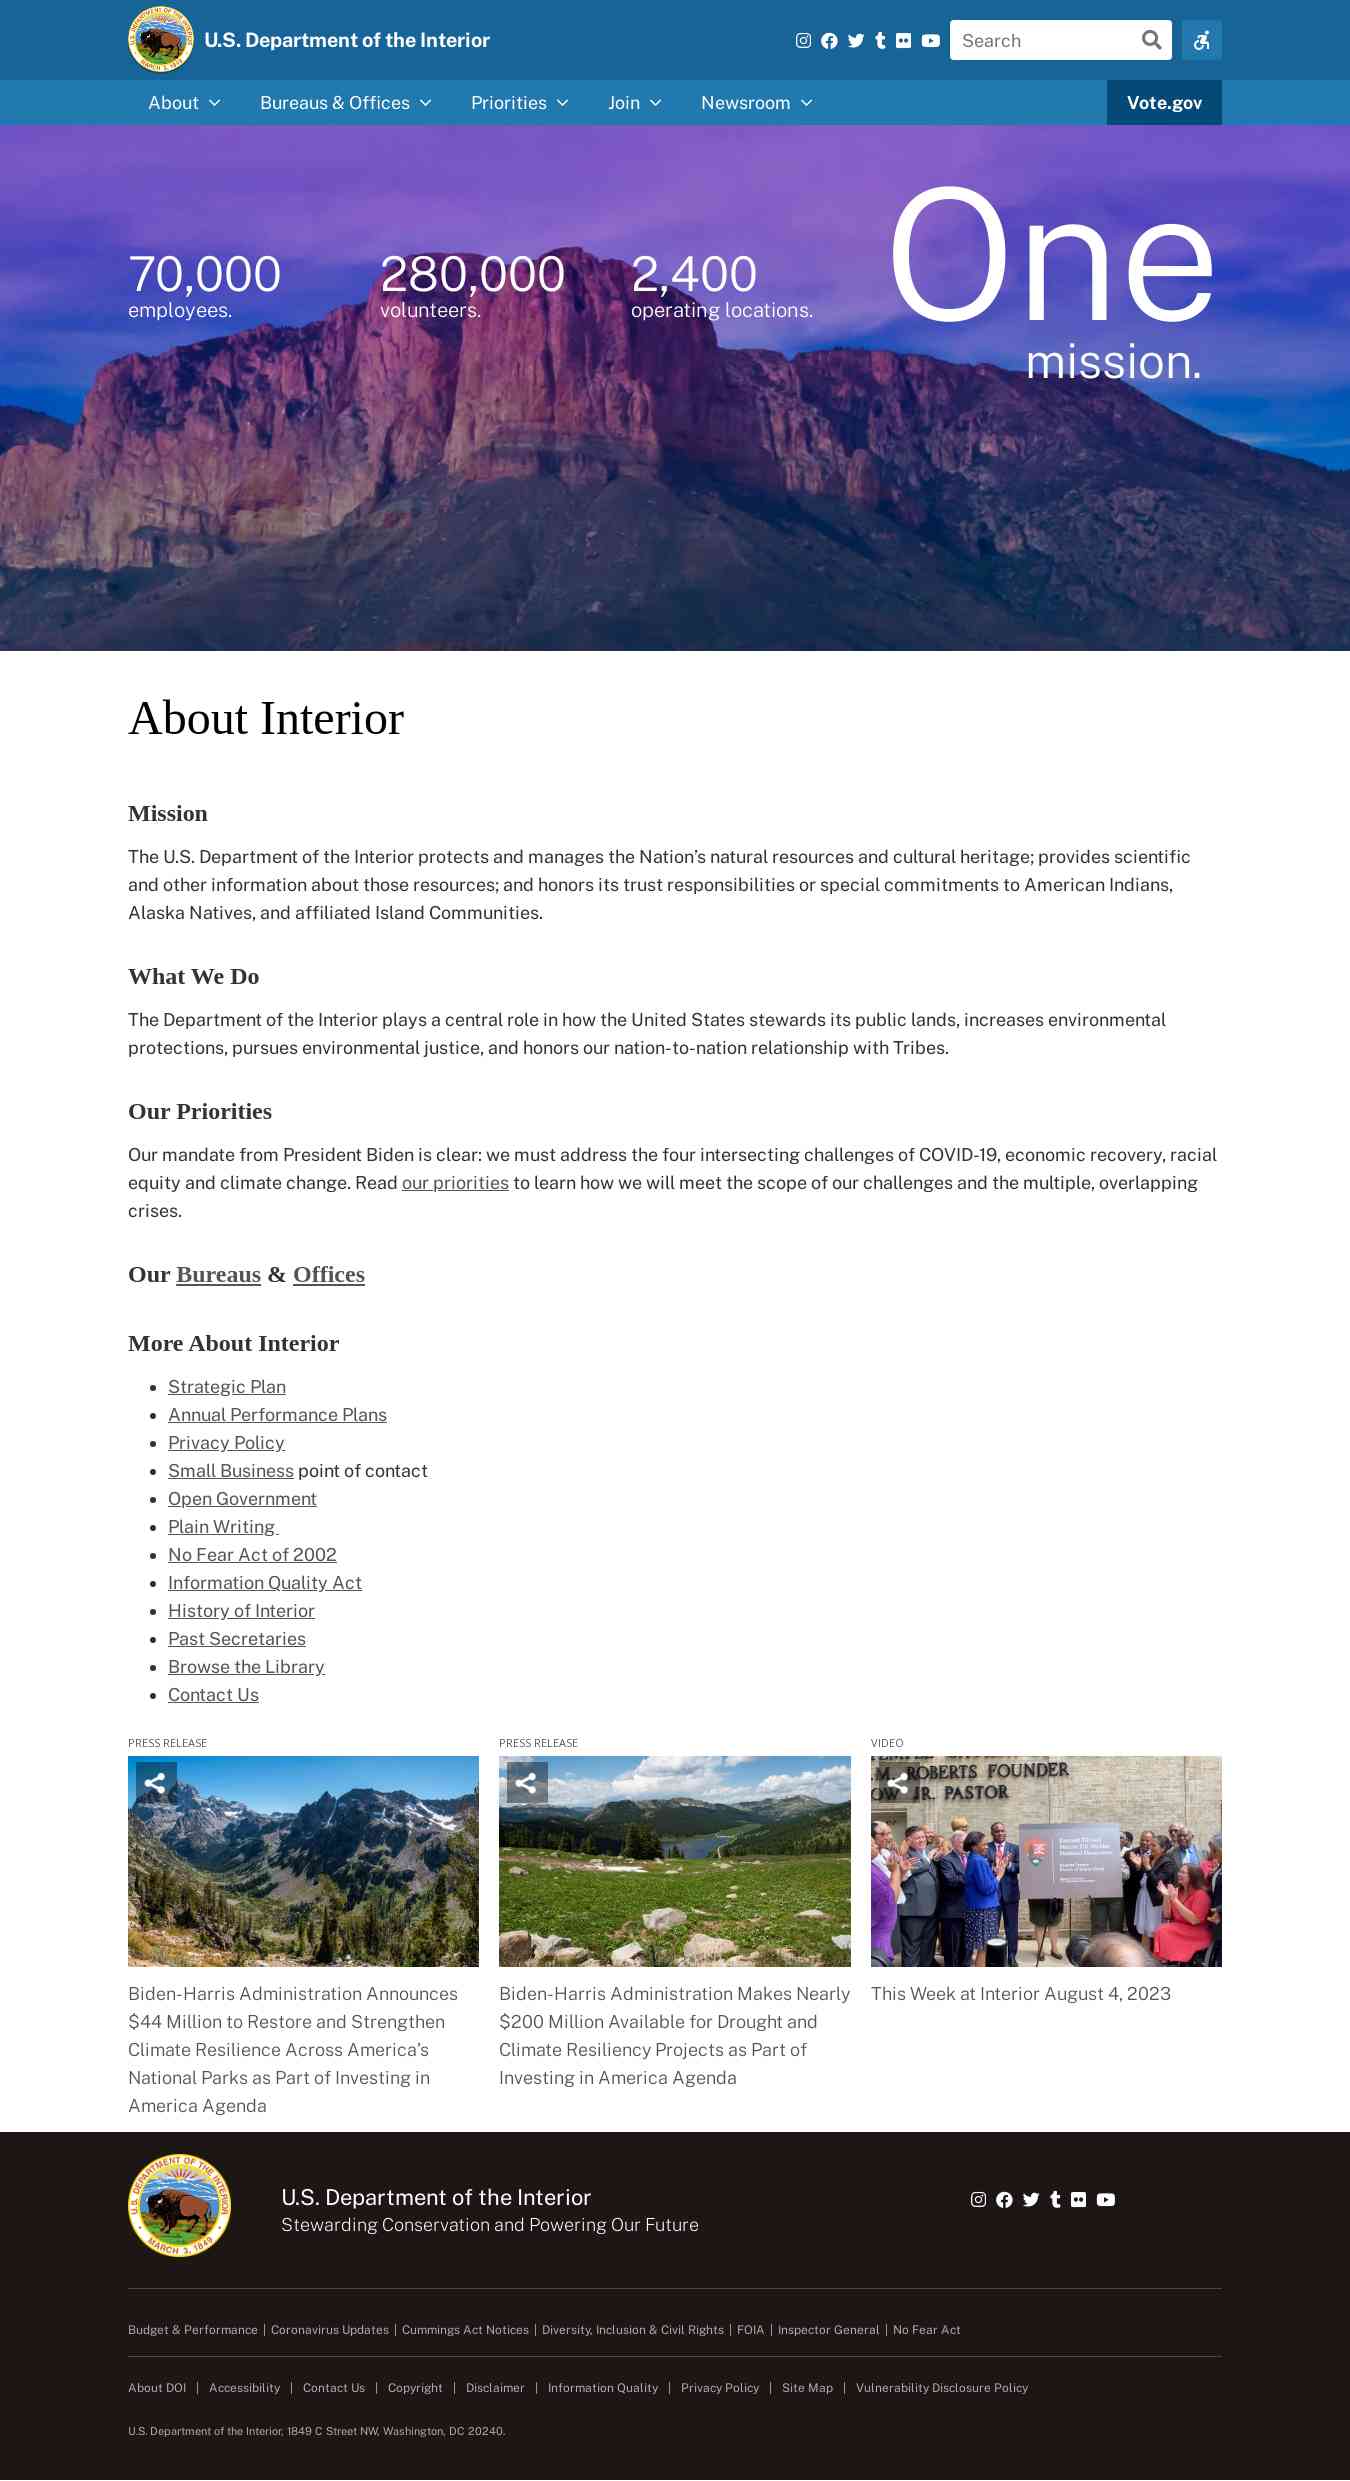 U.S. Department of the Interior
Search
About
Bureaus & Offices
Priorities
Join
Newsroom
Vote.gov
70,000
employees.
280,000
volunteers.
2,400
operating locations.
One
mission.
About Interior
Mission
The U.S. Department of the Interior protects and manages the Nation’s natural resources and cultural heritage; provides scientific
and other information about those resources; and honors its trust responsibilities or special commitments to American Indians,
Alaska Natives, and affiliated Island Communities.
What We Do
The Department of the Interior plays a central role in how the United States stewards its public lands, increases environmental
protections, pursues environmental justice, and honors our nation-to-nation relationship with Tribes.
Our Priorities
Our mandate from President Biden is clear: we must address the four intersecting challenges of COVID-19, economic recovery, racial
equity and climate change. Read our priorities to learn how we will meet the scope of our challenges and the multiple, overlapping
crises.
Our Bureaus & Offices
More About Interior
Strategic Plan
Annual Performance Plans
Privacy Policy
Small Business point of contact
Open Government
Plain Writing
No Fear Act of 2002
Information Quality Act
History of Interior
Past Secretaries
Browse the Library
Contact Us
PRESS RELEASE
Biden-Harris Administration Announces
$44 Million to Restore and Strengthen
Climate Resilience Across America’s
National Parks as Part of Investing in
America Agenda
PRESS RELEASE
Biden-Harris Administration Makes Nearly
$200 Million Available for Drought and
Climate Resiliency Projects as Part of
Investing in America Agenda
VIDEO
ROBERTS FOUNDER
JR. PASTOR
This Week at Interior August 4, 2023
U.S. DEPARTMENT OF THE INTERIOR
MARCH 3, 1849
U.S. Department of the Interior
Stewarding Conservation and Powering Our Future
Budget & Performance | Coronavirus Updates | Cummings Act Notices | Diversity, Inclusion & Civil Rights | FOIA | Inspector General | No Fear Act
About DOI | Accessibility | Contact Us | Copyright | Disclaimer | Information Quality | Privacy Policy | Site Map | Vulnerability Disclosure Policy
U.S. Department of the Interior, 1849 C Street NW, Washington, DC 20240.